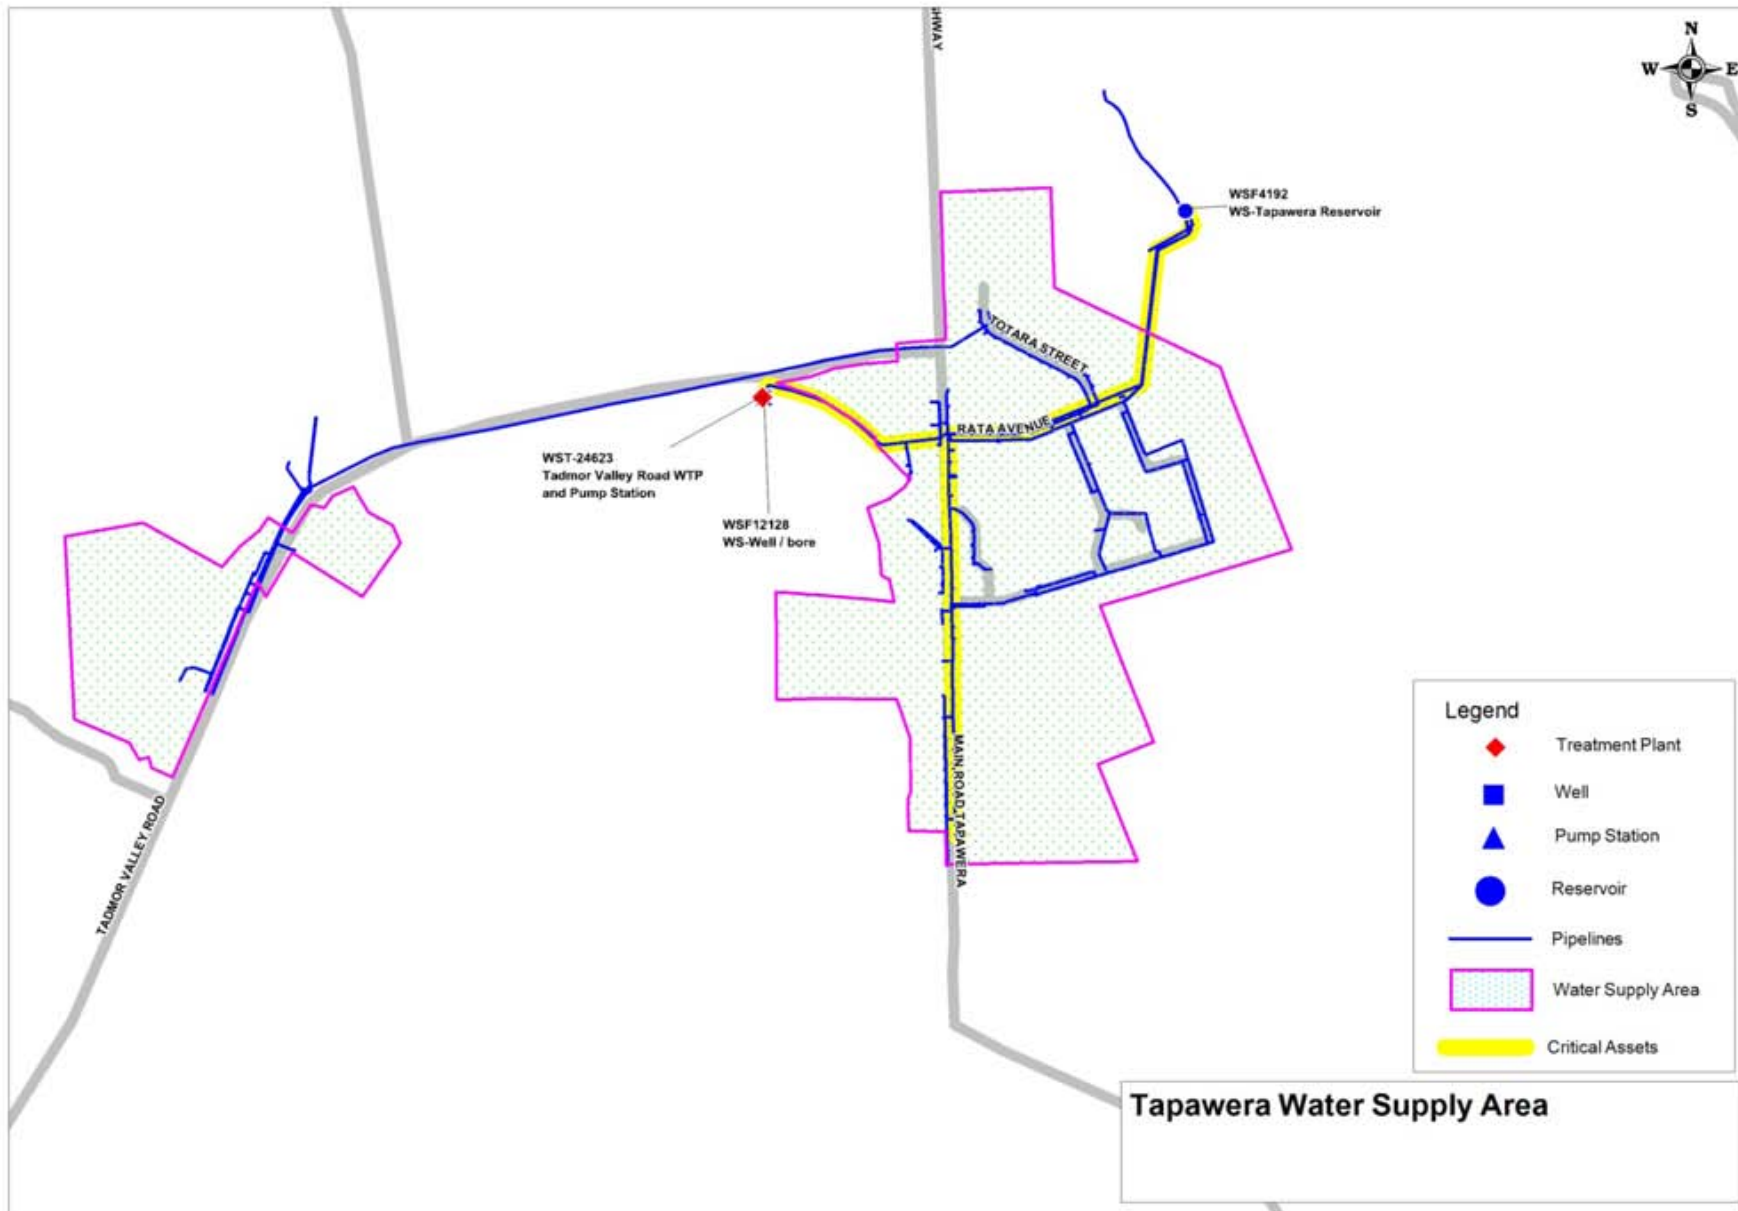 GHWAY
N
W
E
S
WSF4192
WS-Tapawera Reservoir
TOTARA STREET
RATA AVENUE
WST-24623
Tadmor Valley Road WTP
and Pump Station
WSF12128
WS-Well / bore
MAIN ROAD TAPAWERA
TADMOR VALLEY ROAD
Legend
Treatment Plant
Well
Pump Station
Reservoir
Pipelines
Water Supply Area
Critical Assets
Tapawera Water Supply Area